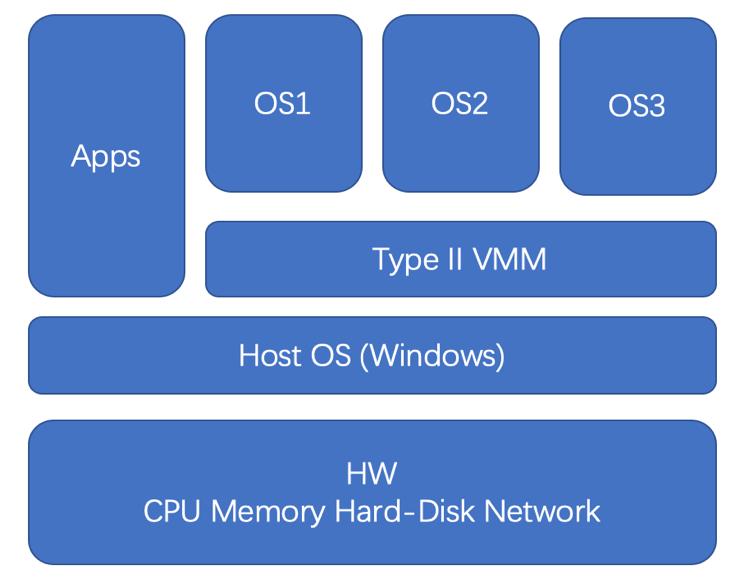 Apps
OS1
OS2
OS3
Type II VMM
Host OS (Windows)
HW
CPU Memory Hard-Disk Network